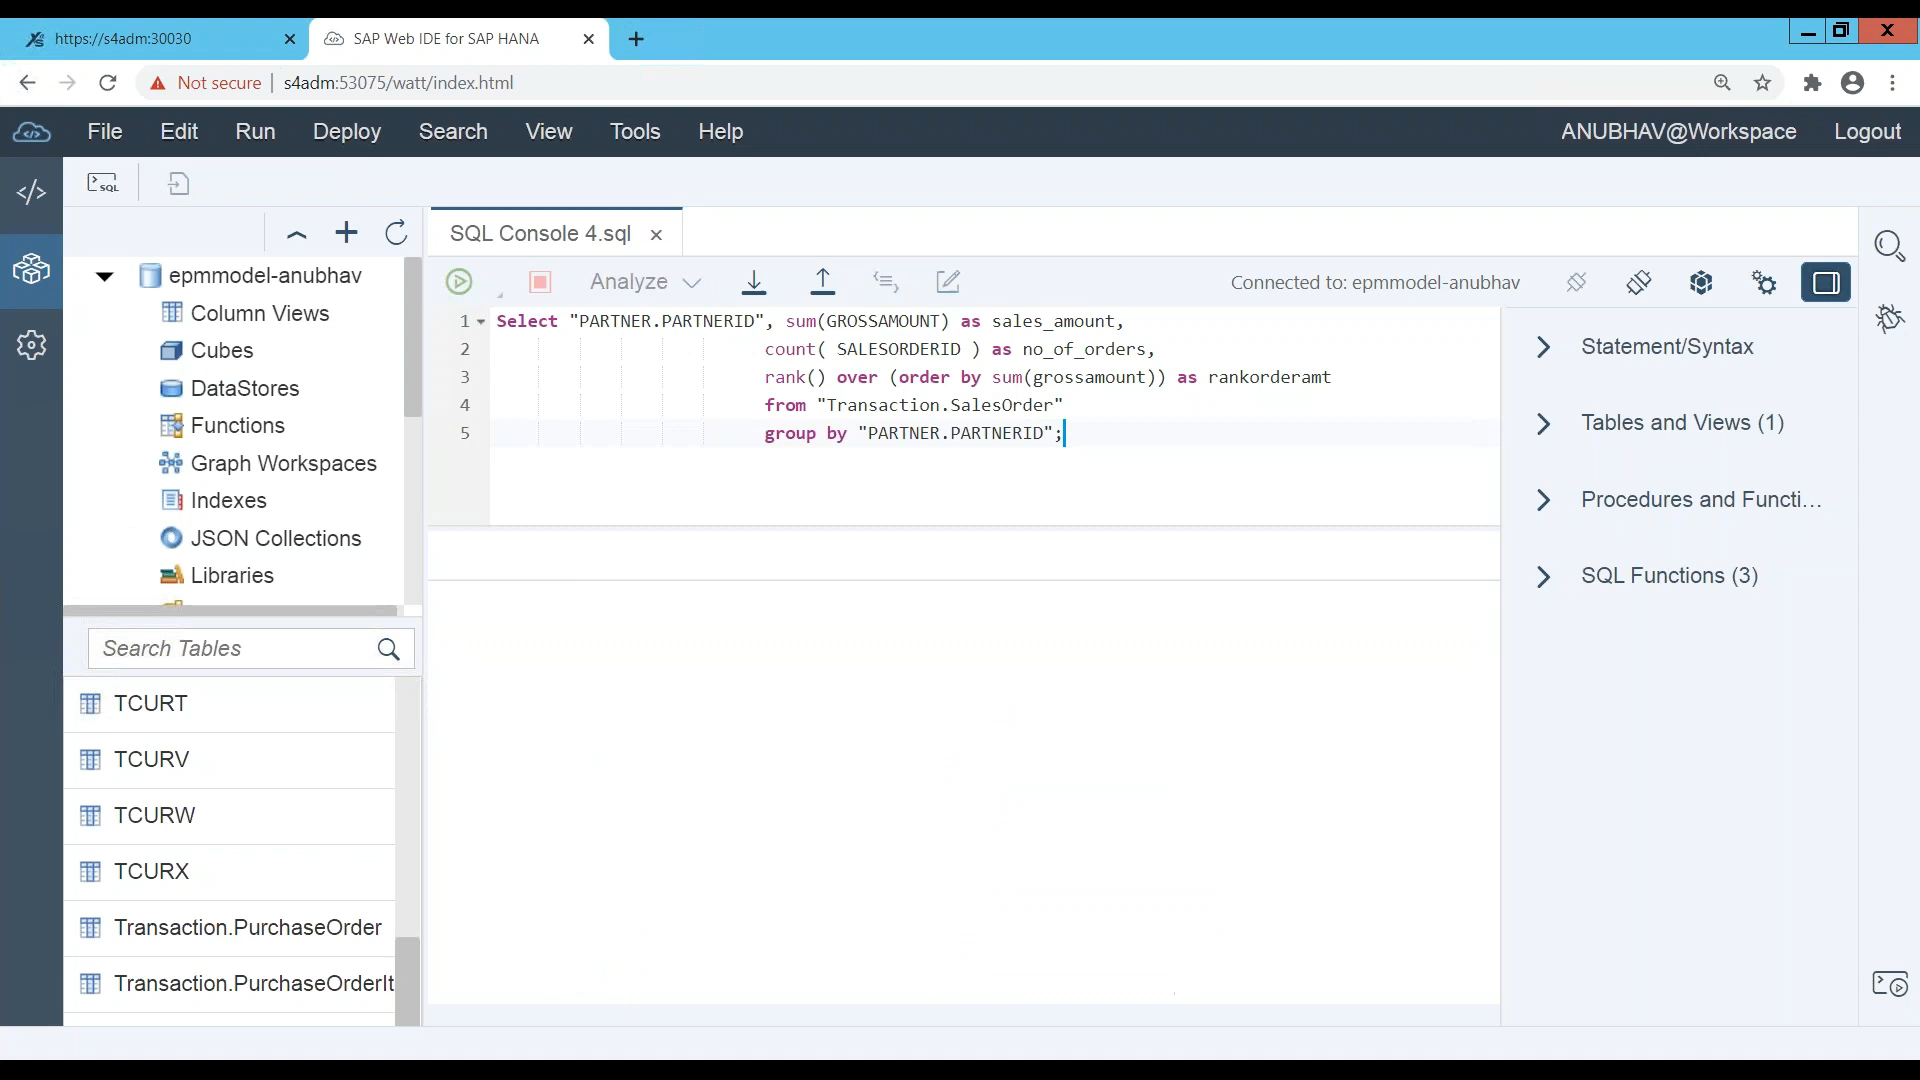 https://s4adm:30030
SAP Web IDE for SAP HANA
Not secure
s4adm:53075/watt/index.html
File Edit Run Deploy Search View Tools Help
ANUBHAV@Workspace Logout
SQL
epmmodel-anubhav
Column Views
Cubes
DataStores
Functions
Graph Workspaces
Indexes
JSON Collections
Libraries
Search Tables
TCURT
TCURV
TCURW
TCURX
Transaction.PurchaseOrder
Transaction.PurchaseOrderIt
SQL Console 4.sql
Analyze
Connected to: epmmodel-anubhav
1 Select "PARTNER.PARTNERID", sum(GROSSAMOUNT) as sales_amount,
2 count( SALESORDERID ) as no_of_orders,
3 rank() over (order by sum(grossamount)) as rankorderamt
4 from "Transaction.SalesOrder"
5 group by "PARTNER.PARTNERID";
Statement/Syntax
Tables and Views (1)
Procedures and Functi...
SQL Functions (3)